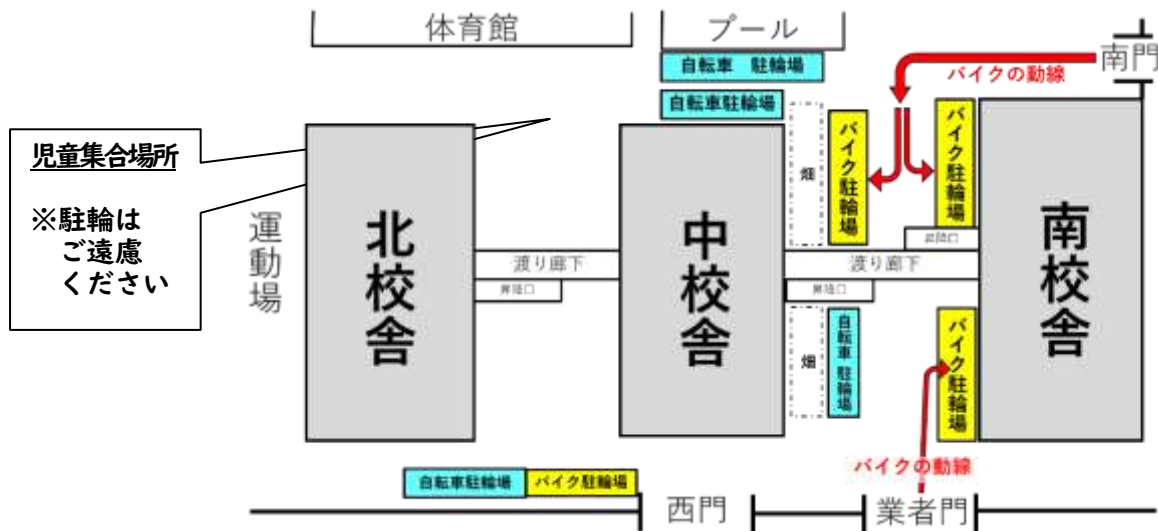 体育館
プール
南門
自転車 駐輪場
バイクの動線
自転車駐輪場
児童集合場所
※駐輪は
ご遠慮
ください
運動場
北校舎
中校舎
南校舎
畑
バイク駐輪場
バイク駐輪場
昇降口
渡り廊下
渡り廊下
昇降口
昇降口
畑
自転車 駐輪場
バイク駐輪場
バイクの動線
自転車駐輪場
バイク駐輪場
西門
業者門